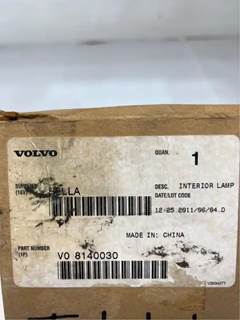 VOLVO
QUAN.
1
DESC. INTERIOR LAMP
DATE/LOT CODE
12-25 2011/06/04.D
MADE IN: CHINA
PART NUMBER
(1P)
VO 8140030